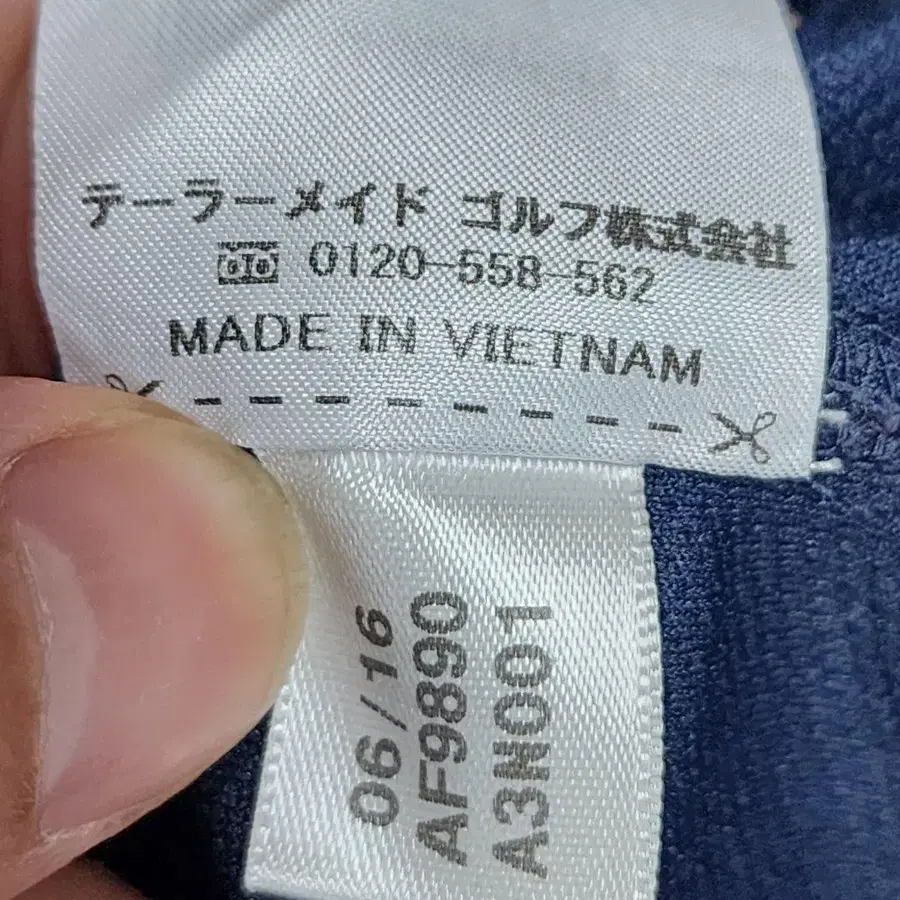 テーラーメイド ゴルフ株式会社
0120-558-562
MADE IN VIETNAM
06/16
AF9890
A3N001